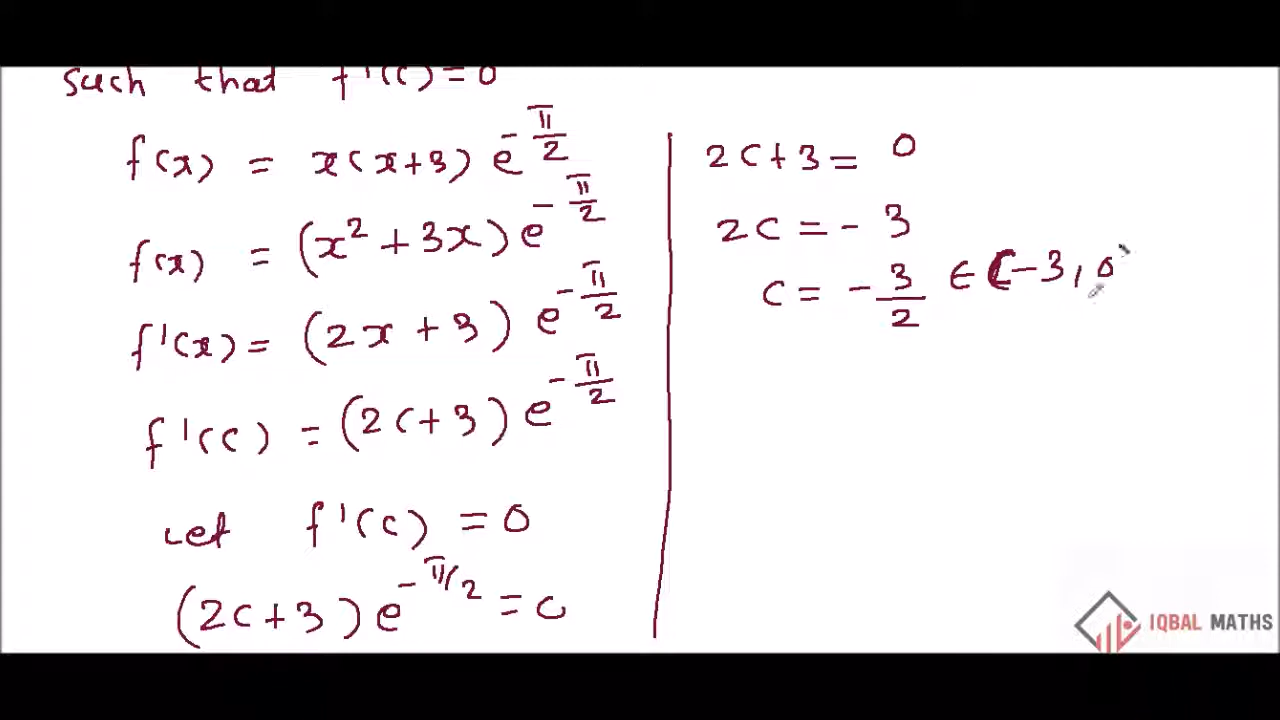 such that f'(c) = 0
f(x) = x(x+3) e^{-π/2}
f(x) = (x² + 3x) e^{-π/2}
f'(x) = (2x + 3) e^{-π/2}
f'(c) = (2c + 3) e^{-π/2}
Let f'(c) = 0
(2c + 3) e^{-π/2} = 0
2c + 3 = 0
2c = - 3
c = - 3/2 ∈ (-3, 0)
IQBAL MATHS